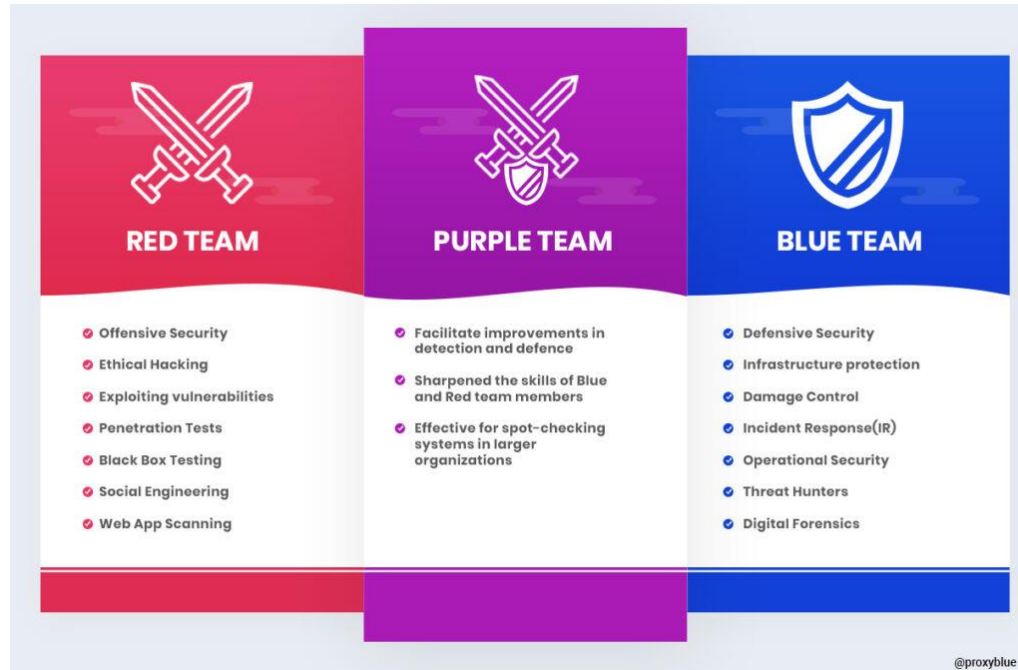 RED TEAM
Offensive Security
Ethical Hacking
Exploiting vulnerabilities
Penetration Tests
Black Box Testing
Social Engineering
Web App Scanning
PURPLE TEAM
Facilitate improvements in
detection and defence
Sharpened the skills of Blue
and Red team members
Effective for spot-checking
systems in larger
organizations
BLUE TEAM
Defensive Security
Infrastructure protection
Damage Control
Incident Response(IR)
Operational Security
Threat Hunters
Digital Forensics
@proxyblue